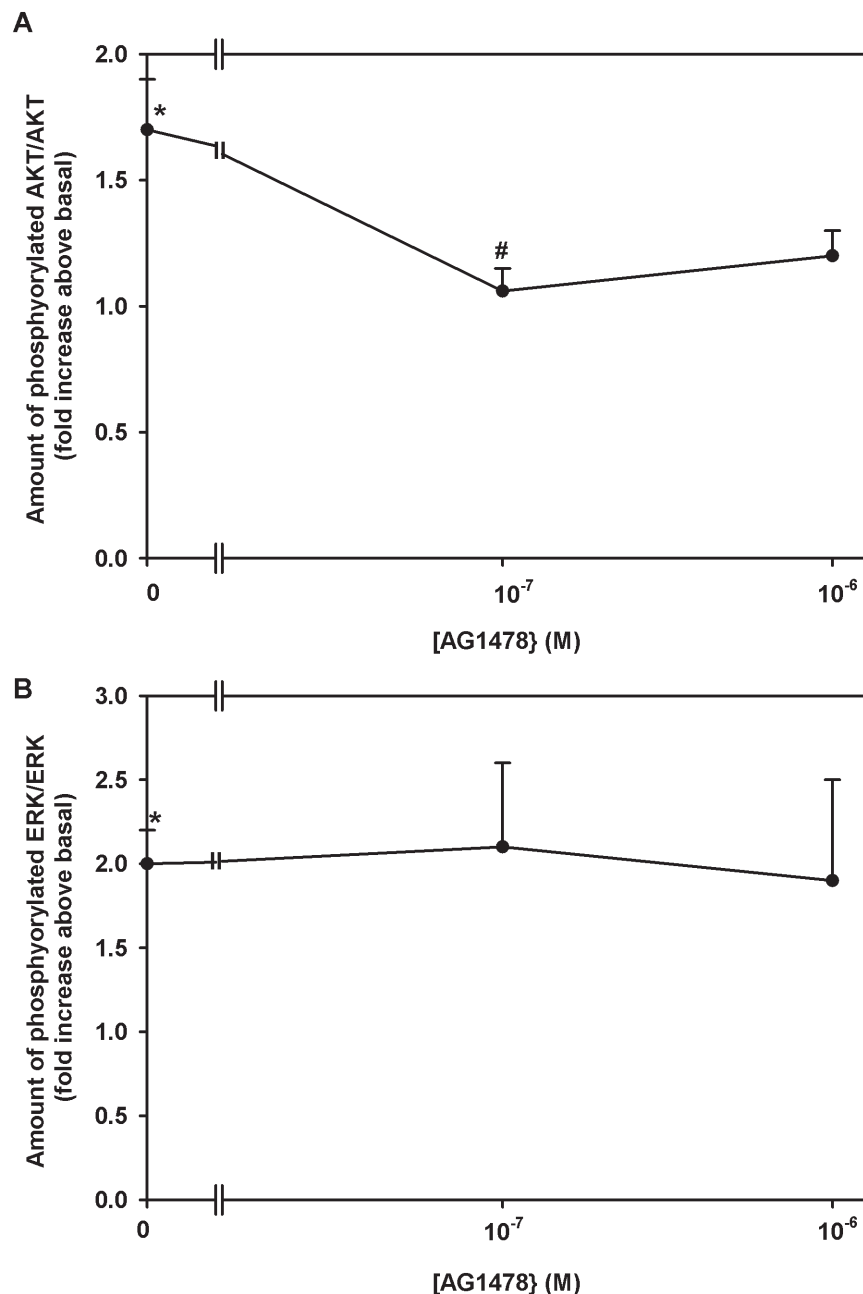 A
Amount of phosphyorylated AKT/AKT
(fold increase above basal)
2.0
1.5
1.0
0.5
0.0
*
#
0
10⁻⁷
10⁻⁶
[AG1478} (M)
B
Amount of phosphyorylated ERK/ERK
(fold increase above basal)
3.0
2.5
2.0
2.0
1.5
1.0
0.5
0.0
*
0
10⁻⁷
10⁻⁶
[AG1478} (M)